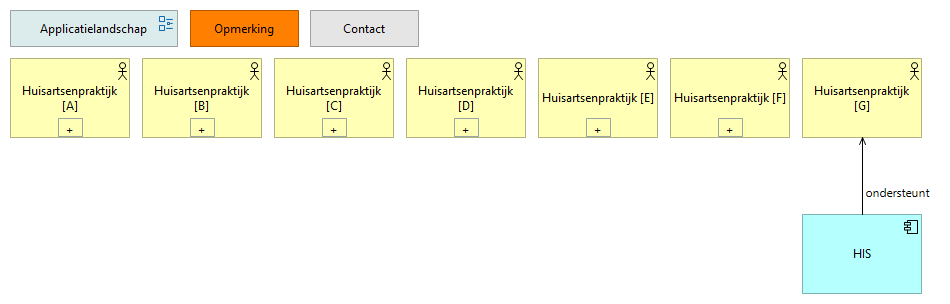 Applicatielandschap
Opmerking
Contact
Huisartsenpraktijk
[A]
+
Huisartsenpraktijk
[B]
+
Huisartsenpraktijk
[C]
+
Huisartsenpraktijk
[D]
+
Huisartsenpraktijk [E]
+
Huisartsenpraktijk [F]
+
Huisartsenpraktijk
[G]
ondersteunt
HIS